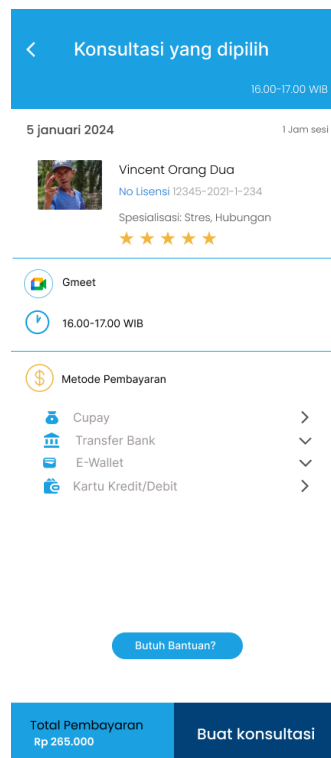 Konsultasi yang dipilih
16.00-17.00 WIB
5 januari 2024
1 Jam sesi
Vincent Orang Dua
No Lisensi 12345-2021-1-234
Spesialisasi: Stres, Hubungan
Gmeet
16.00-17.00 WIB
Metode Pembayaran
Cupay
Transfer Bank
E-Wallet
Kartu Kredit/Debit
Butuh Bantuan?
Total Pembayaran
Rp 265.000
Buat konsultasi